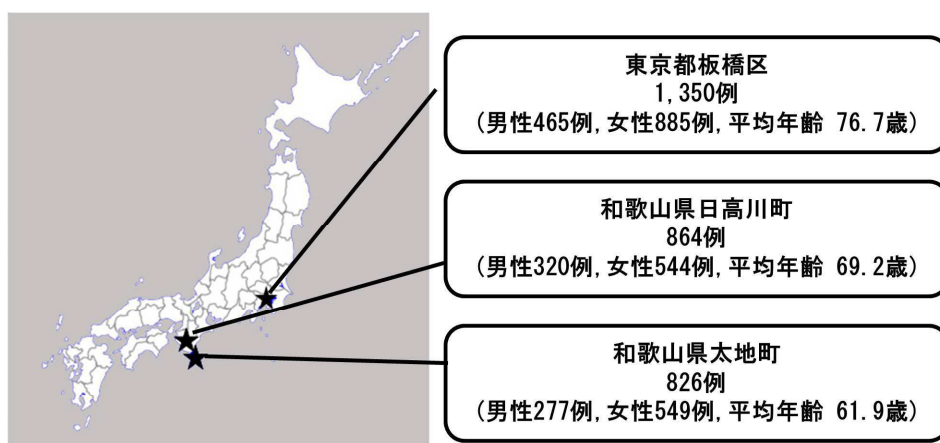 東京都板橋区
1,350例
(男性465例,女性885例,平均年齢 76.7歳)
和歌山県日高川町
864例
(男性320例,女性544例,平均年齢 69.2歳)
和歌山県太地町
826例
(男性277例,女性549例,平均年齢 61.9歳)